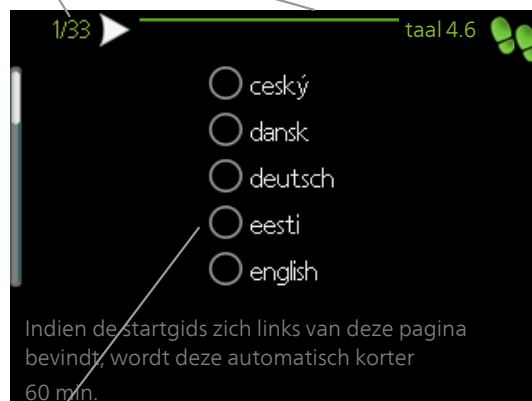 1/33 taal 4.6
ceský
dansk
deutsch
eesti
english
Indien de startgids zich links van deze pagina
bevindt, wordt deze automatisch korter
60 min.